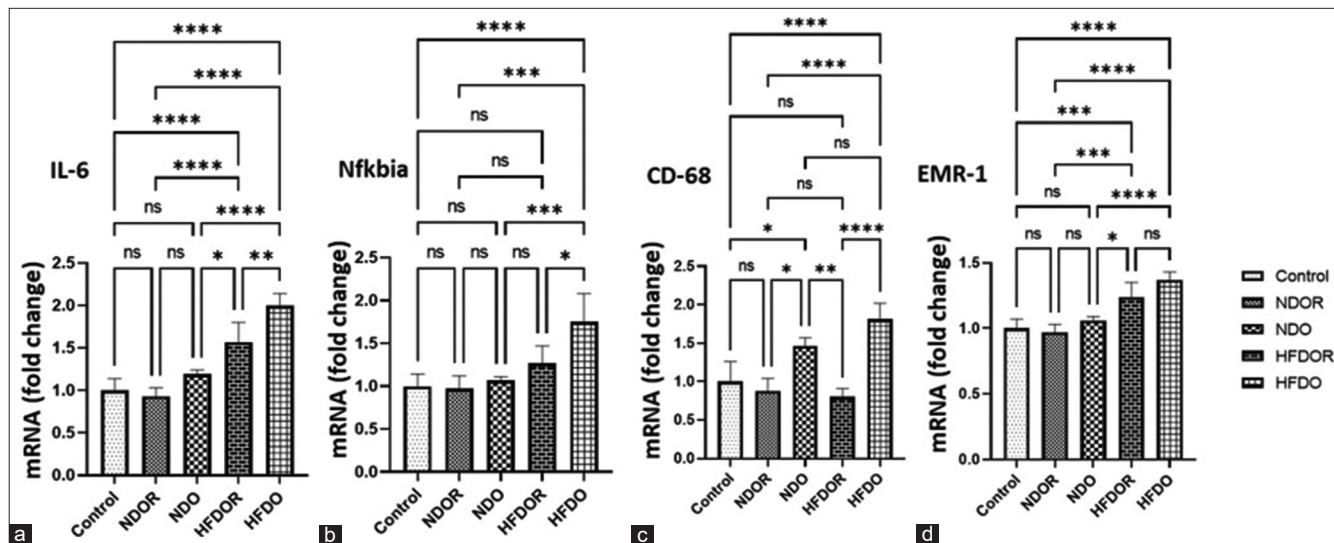 IL-6
****
****
****
****
ns
****
ns
ns
*
**
mRNA (fold change)
2.5
2.0
1.5
1.0
0.5
0.0
Control
NDOR
NDO
HFDOR
HFDO
a
Nfkbia
****
***
ns
ns
ns
***
ns
ns
ns
*
mRNA (fold change)
2.5
2.0
1.5
1.0
0.5
0.0
Control
NDOR
NDO
HFDOR
HFDO
b
CD-68
****
****
ns
ns
ns
*
****
ns
*
**
mRNA (fold change)
2.5
2.0
1.5
1.0
0.5
0.0
Control
NDOR
NDO
HFDOR
HFDO
c
EMR-1
****
****
***
***
ns
****
ns
ns
*
ns
mRNA (fold change)
1.5
1.0
0.5
0.0
Control
NDOR
NDO
HFDOR
HFDO
d
Control
NDOR
NDO
HFDOR
HFDO